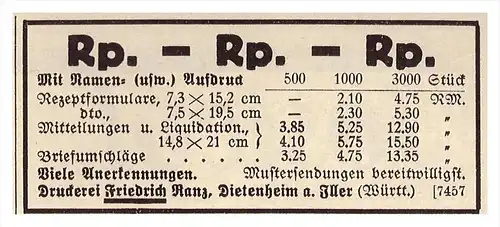 Rp. – Rp. – Rp.
Mit Namen- (usw.) Aufdruck 500 1000 3000 Stück
Rezeptformulare, 7,3 × 15,2 cm — 2.10 4.75 RM.
dto., 7,5 × 19,5 cm — 2.30 5.30 "
Mitteilungen u. Liquidation., } 3.85 5.25 12.90 "
14,8 × 21 cm } 4.10 5.75 15.50 "
Briefumschläge . . . . . . 3.25 4.75 13.35 "
Viele Anerkennungen. Mustersendungen bereitwilligst.
Druckerei Friedrich Ranz, Dietenheim a. Iller (Württ.) [7457